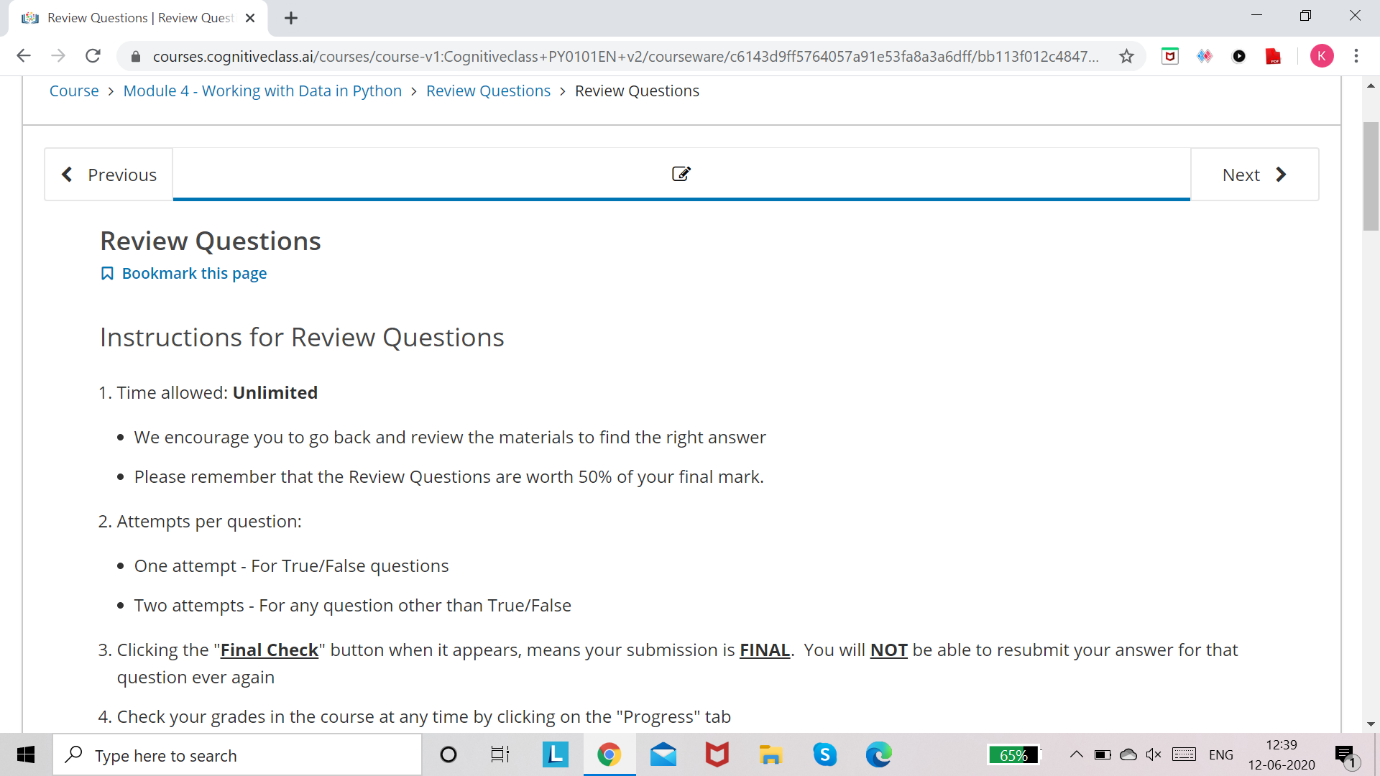 Review Questions | Review Quest
courses.cognitiveclass.ai/courses/course-v1:Cognitiveclass+PY0101EN+v2/courseware/c6143d9ff5764057a91e53fa8a3a6dff/bb113f012c4847...
K
Course > Module 4 - Working with Data in Python > Review Questions > Review Questions
Previous
Next
Review Questions
Bookmark this page
Instructions for Review Questions
1. Time allowed: Unlimited
• We encourage you to go back and review the materials to find the right answer
• Please remember that the Review Questions are worth 50% of your final mark.
2. Attempts per question:
• One attempt - For True/False questions
• Two attempts - For any question other than True/False
3. Clicking the "Final Check" button when it appears, means your submission is FINAL. You will NOT be able to resubmit your answer for that
question ever again
4. Check your grades in the course at any time by clicking on the "Progress" tab
Type here to search
L
S
65%
ENG
12:39
12-06-2020
1